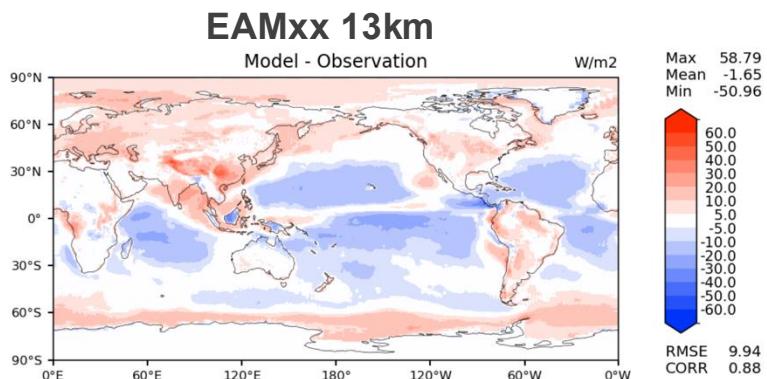 EAMxx 13km
Model - Observation
W/m2
Max 58.79
Mean -1.65
Min -50.96
90°N
60°N
30°N
0°
30°S
60°S
90°S
0°E
60°E
120°E
180°
120°W
60°W
0°W
60.0
50.0
40.0
30.0
20.0
10.0
5.0
-5.0
-10.0
-20.0
-30.0
-40.0
-50.0
-60.0
RMSE 9.94
CORR 0.88